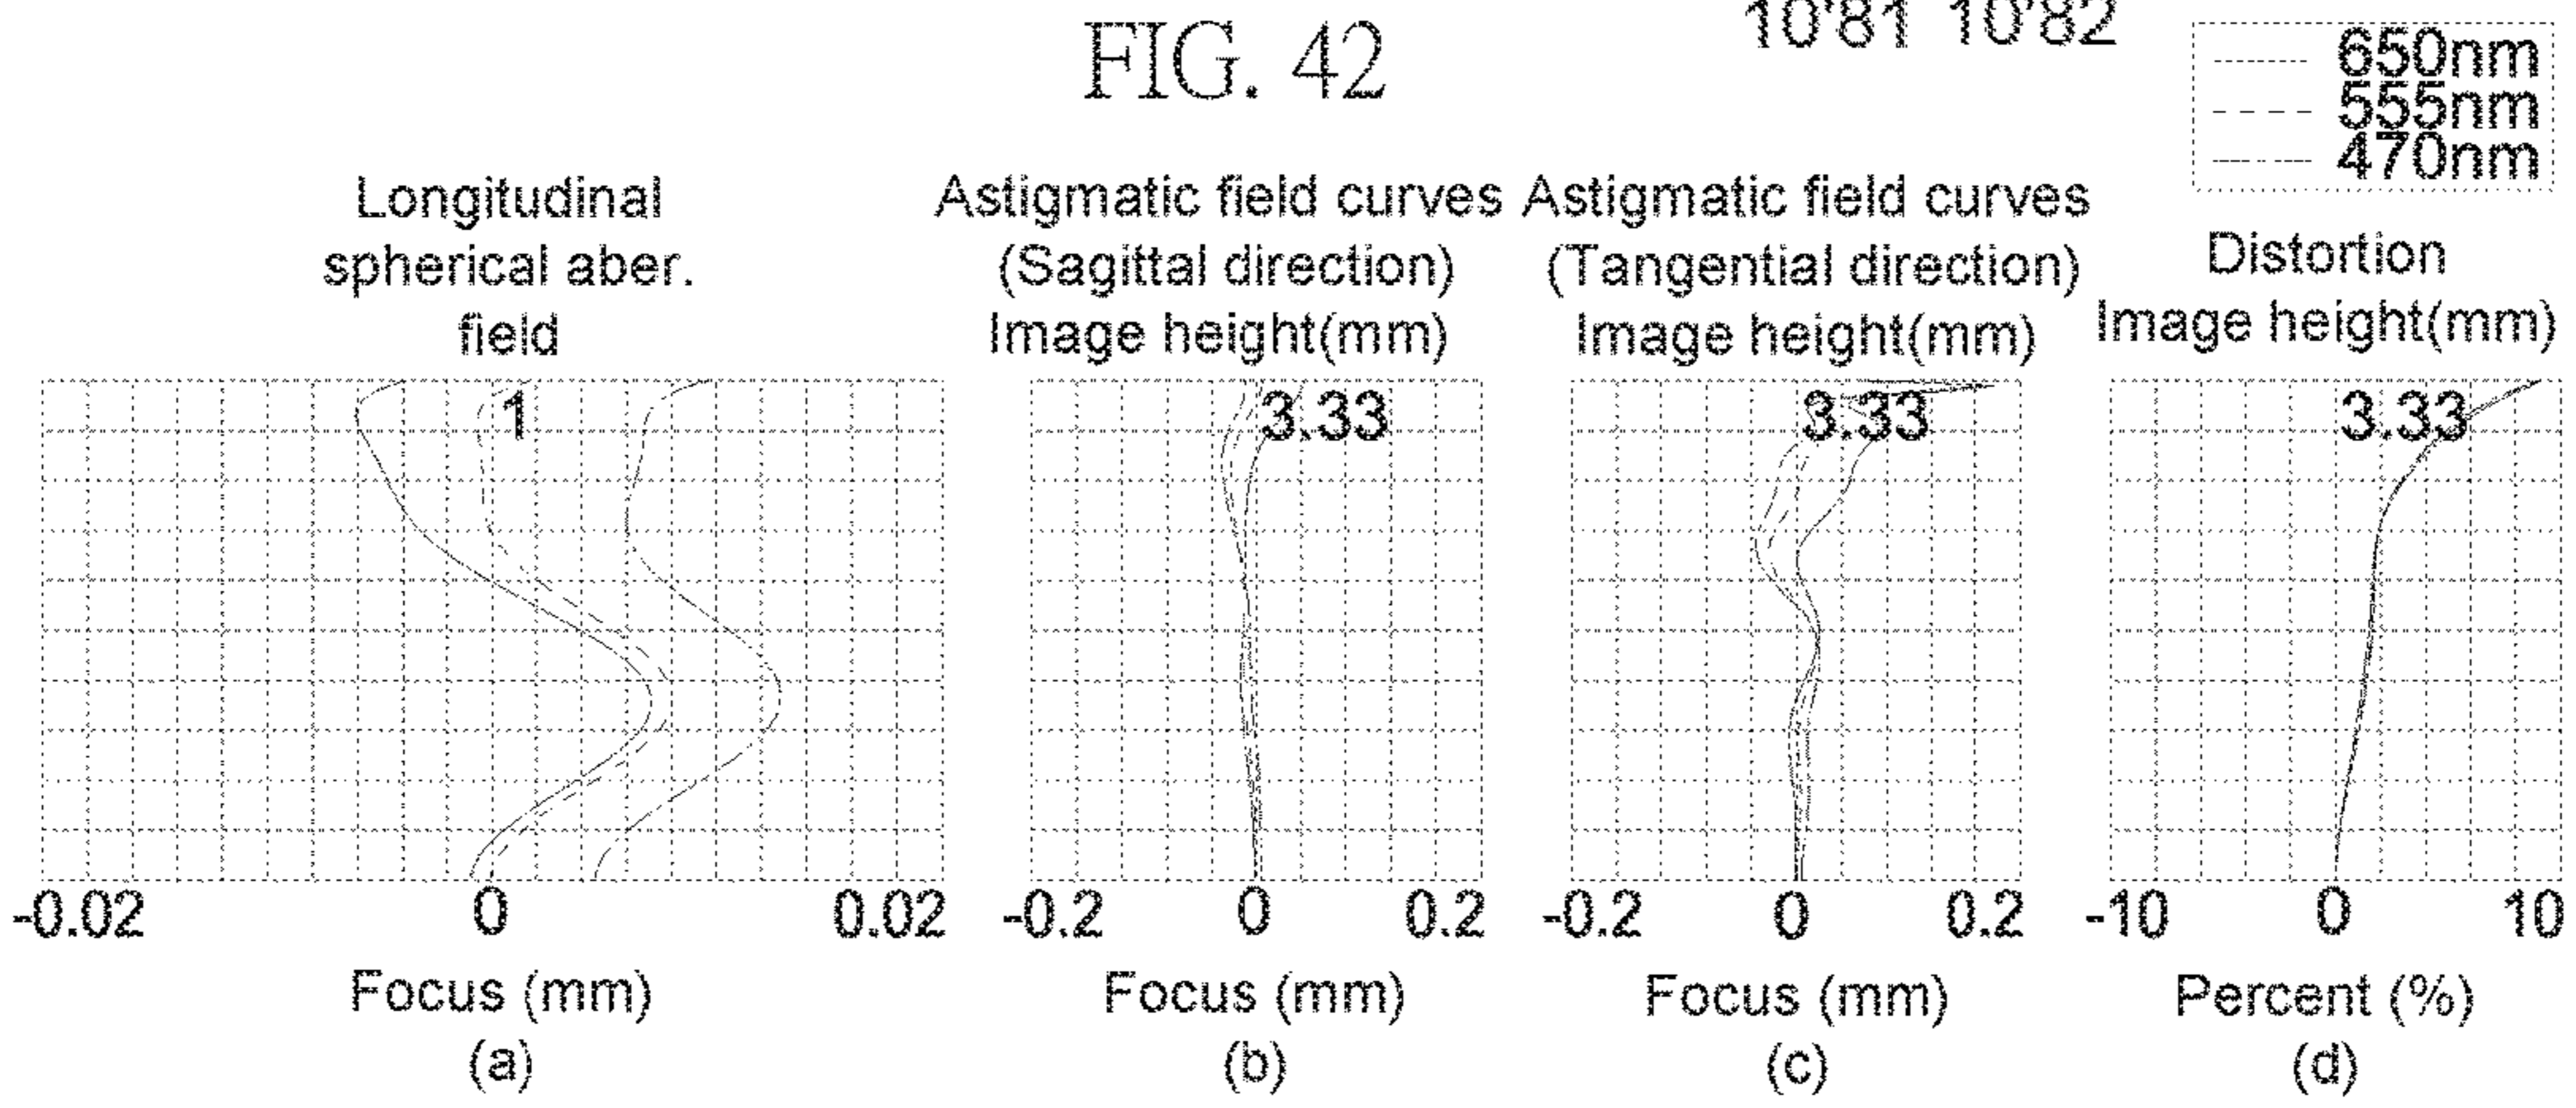 10'81 10'82
FIG. 42
650nm
555nm
470nm
Longitudinal
spherical aber.
field
1
-0.02 0 0.02
Focus (mm)
(a)
Astigmatic field curves
(Sagittal direction)
Image height(mm)
3.33
-0.2 0 0.2
Focus (mm)
(b)
Astigmatic field curves
(Tangential direction)
Image height(mm)
3.33
-0.2 0 0.2
Focus (mm)
(c)
Distortion
Image height(mm)
3.33
-10 0 10
Percent (%)
(d)